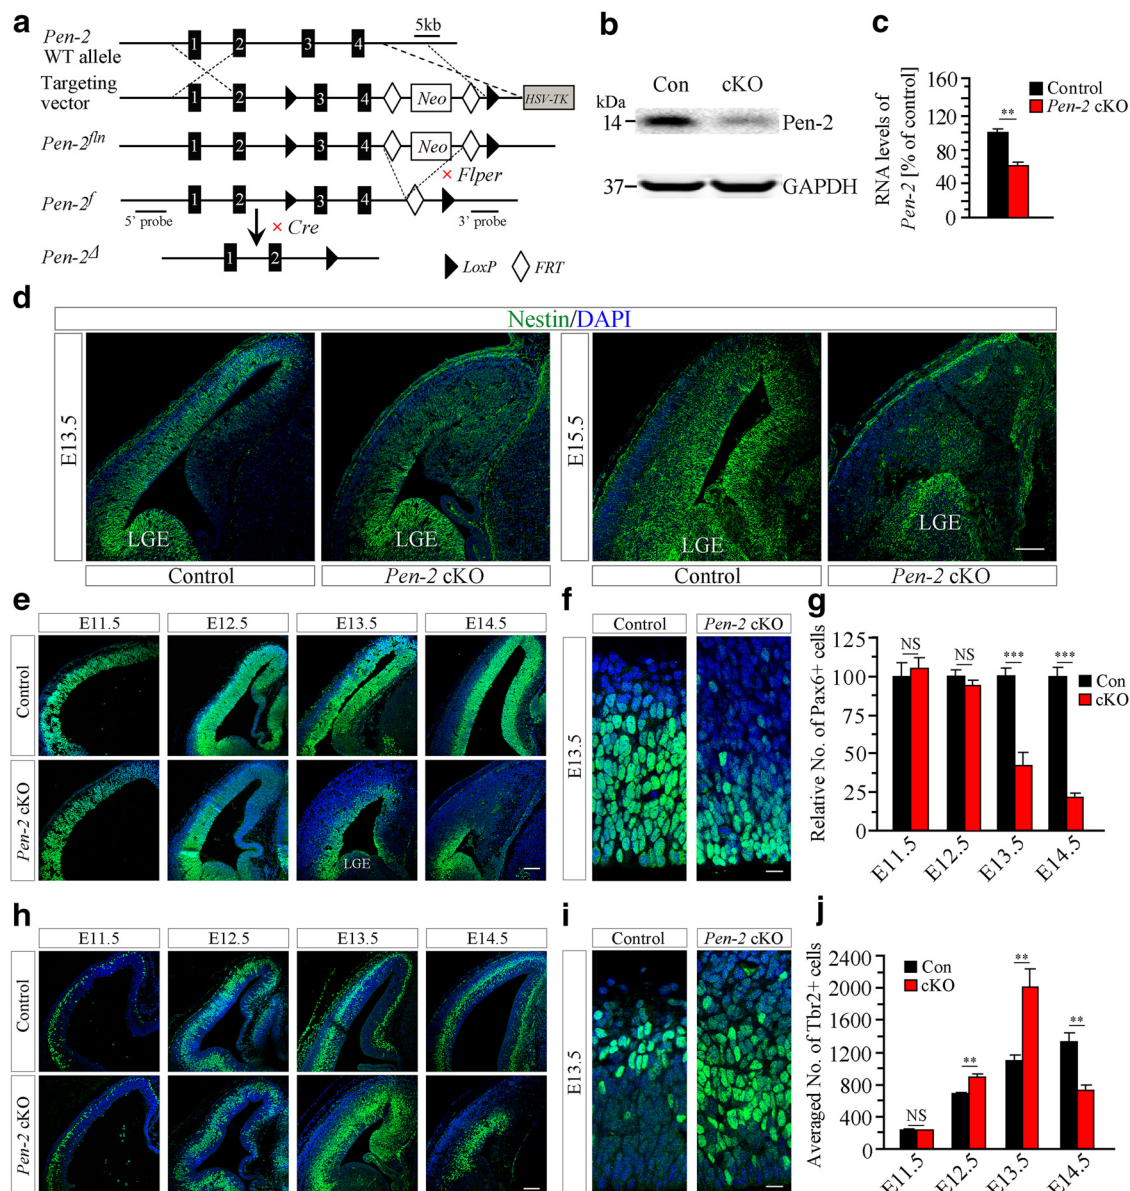 a
Pen-2
WT allele
5kb
1 2 3 4
Targeting
vector
1 2 3 4 Neo HSV-TK
Pen-2fln
1 2 3 4 Neo
× Flper
Pen-2f
1 2 3 4
5' probe
3' probe
× Cre
Pen-2Δ
1 2
LoxP
FRT
b
Con cKO
kDa
14
Pen-2
37
GAPDH
c
RNA levels of
Pen-2 [% of control]
160
120
80
40
0
**
Control
Pen-2 cKO
d
Nestin/DAPI
E13.5
LGE
Control
LGE
Pen-2 cKO
E15.5
LGE
Control
LGE
Pen-2 cKO
e
E11.5 E12.5 E13.5 E14.5
Control
Pen-2 cKO
LGE
f
Control Pen-2 cKO
E13.5
g
Relative No. of Pax6+ cells
125
100
75
50
25
0
NS NS *** ***
Con
cKO
E11.5 E12.5 E13.5 E14.5
h
E11.5 E12.5 E13.5 E14.5
Control
Pen-2 cKO
i
Control Pen-2 cKO
E13.5
j
Averaged No. of Tbr2+ cells
2400
2000
1600
1200
800
400
0
Con
cKO
NS ** ** **
E11.5 E12.5 E13.5 E14.5